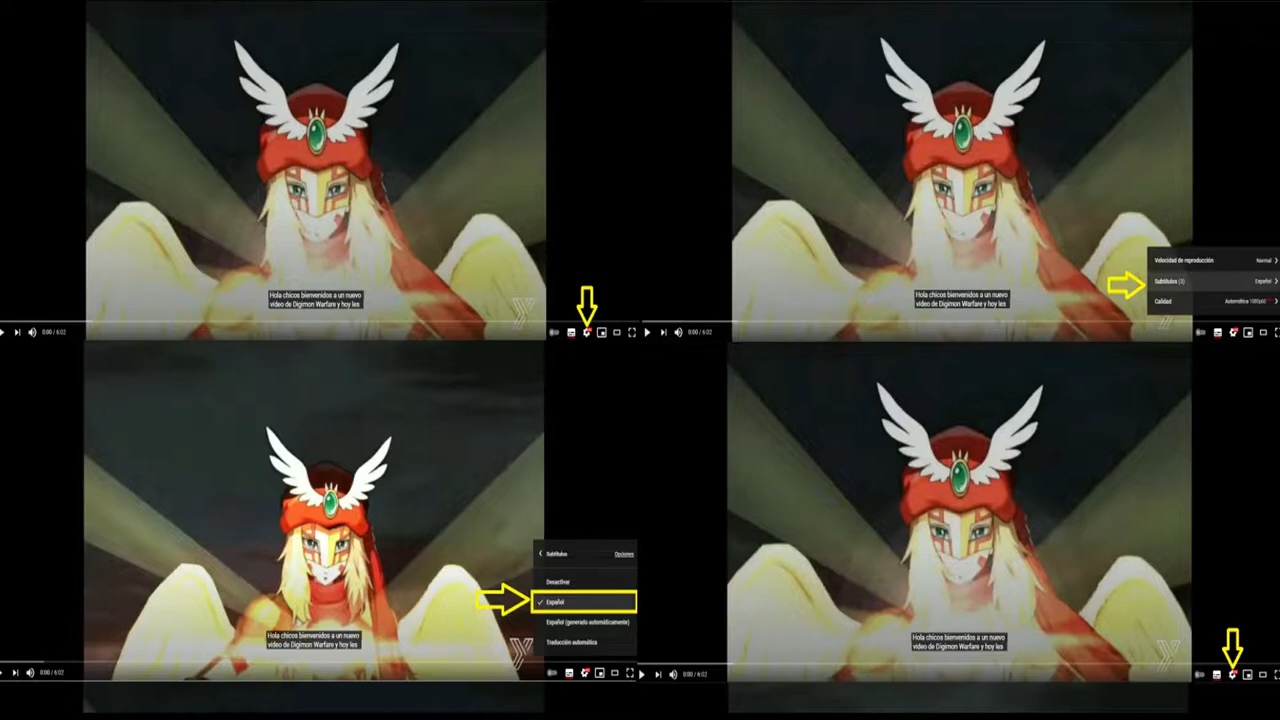 Hola chicos bienvenidos a un nuevo
video de Digimon Warfare y hoy les
0:00 / 6:02
Hola chicos bienvenidos a un nuevo
video de Digimon Warfare y hoy les
Velocidad de reproducción Normal
Subtítulos (3) Español
Calidad Automática 1080p60
0:00 / 6:02
Hola chicos bienvenidos a un nuevo
video de Digimon Warfare y hoy les
Subtítulos Opciones
Desactivar
Español
Español (generado automáticamente)
Traducción automática
0:00 / 6:02
Hola chicos bienvenidos a un nuevo
video de Digimon Warfare y hoy les
0:00 / 6:02